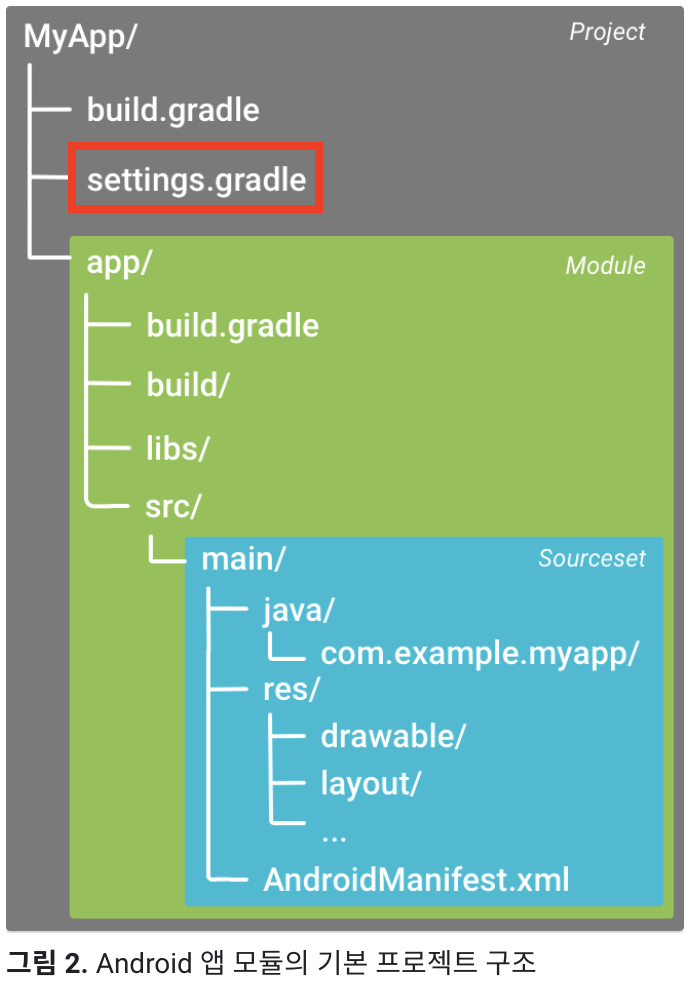 MyApp/ Project
build.gradle
settings.gradle
app/ Module
build.gradle
build/
libs/
src/
main/ Sourceset
java/
com.example.myapp/
res/
drawable/
layout/
...
AndroidManifest.xml
그림 2. Android 앱 모듈의 기본 프로젝트 구조